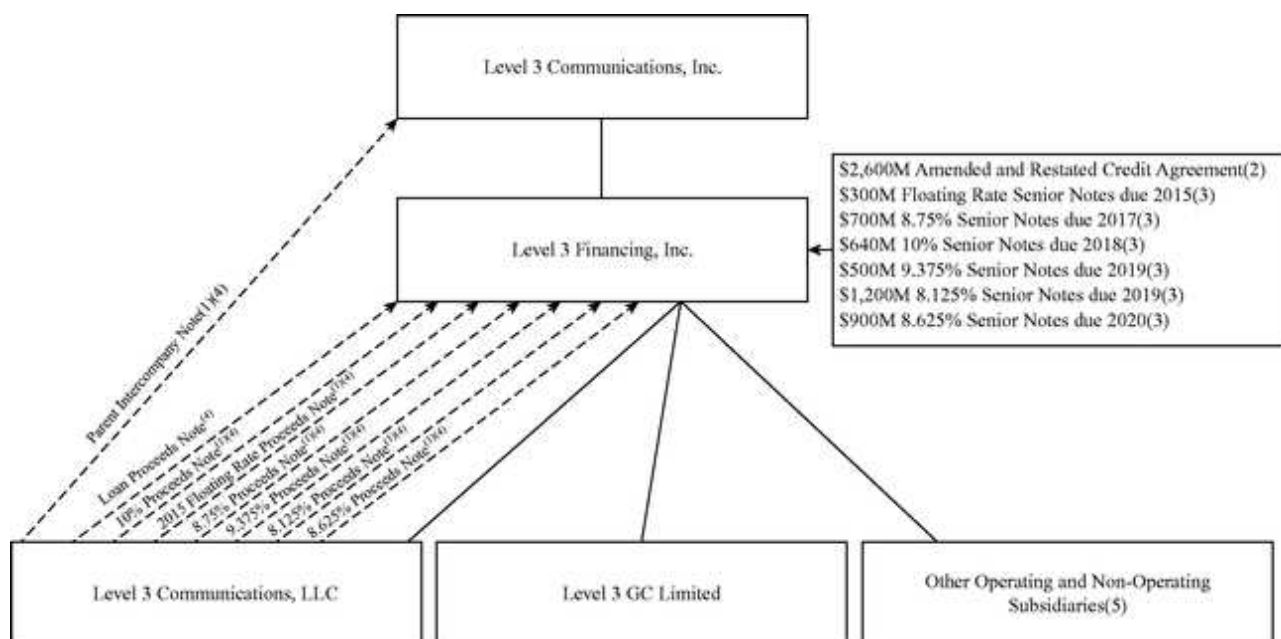 Level 3 Communications, Inc.
$2,600M Amended and Restated Credit Agreement(2)
$300M Floating Rate Senior Notes due 2015(3)
$700M 8.75% Senior Notes due 2017(3)
$640M 10% Senior Notes due 2018(3)
$500M 9.375% Senior Notes due 2019(3)
$1,200M 8.125% Senior Notes due 2019(3)
$900M 8.625% Senior Notes due 2020(3)
Level 3 Financing, Inc.
Parent Intercompany Note(1)(4)
Loan Proceeds Note(4)
10% Proceeds Note(1)(4)
2015 Floating Rate Proceeds Note(1)(4)
8.75% Proceeds Note(1)(4)
9.375% Proceeds Note(1)(4)
8.125% Proceeds Note(1)(4)
8.625% Proceeds Note(1)(4)
Level 3 Communications, LLC
Level 3 GC Limited
Other Operating and Non-Operating
Subsidiaries(5)